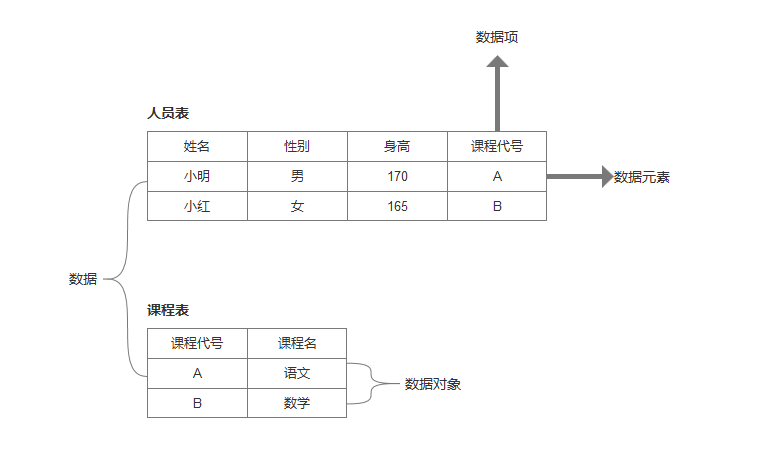 数据项
人员表
姓名 性别 身高 课程代号
小明 男 170 A
数据元素
小红 女 165 B
数据
课程表
课程代号 课程名
A 语文
数据对象
B 数学